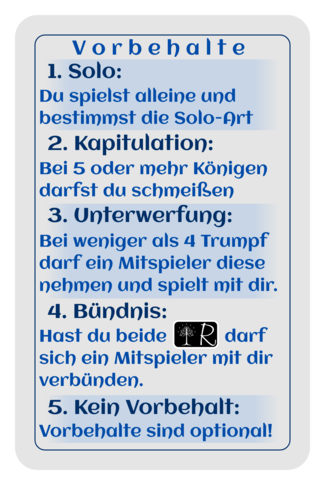 Vorbehalte
1. Solo:
Du spielst alleine und
bestimmst die Solo-Art
2. Kapitulation:
Bei 5 oder mehr Königen
darfst du schmeißen
3. Unterwerfung:
Bei weniger als 4 Trumpf
darf ein Mitspieler diese
nehmen und spielt mit dir.
4. Bündnis:
Hast du beide R darf
sich ein Mitspieler mit dir
verbünden.
5. Kein Vorbehalt:
Vorbehalte sind optional!